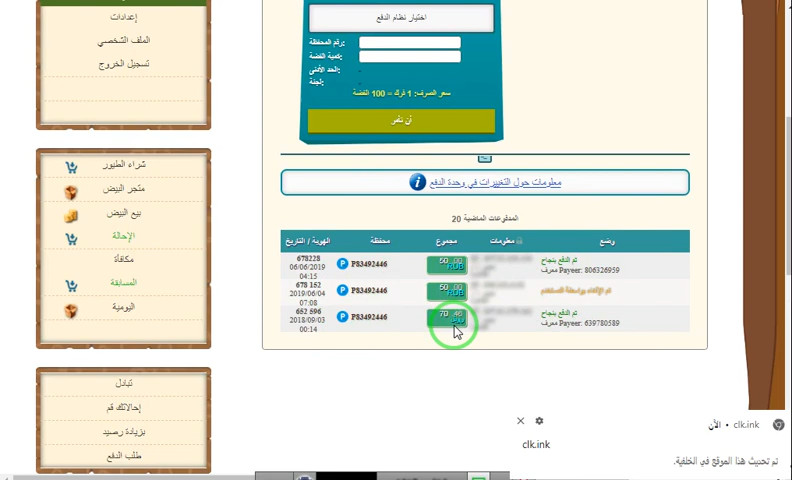 إعدادات
الملف الشخصي
تسجيل الخروج
اختيار نظام الدفع
رقم المحفظة:
كمية الفضة:
الحد الأدنى:
لجنة:
سعر الصرف: 1 فرك = 100 الفضة
أن تأمر
شراء الطيور
متجر البيض
بيع البيض
الإحالة
مكافأة
المسابقة
اليومية
معلومات حول التغييرات في وحدة الدفع
المدفوعات الماضية 20
الهوية / التاريخ محفظة مجموع معلومات وضع
678228
06/06/2019
04:15
P83492446
50 .00
RUB
تم الدفع بنجاح
معرف Payeer: 806326959
678 152
2019/06/04
07:08
P83492446
50 .00
RUB
تم الإلغاء بواسطة المستخدم
652 596
2018/09/03
00:14
P83492446
70 .46
تم الدفع بنجاح
معرف Payeer: 639780589
تبادل
إحالاتك قم
بزيادة رصيد
طلب الدفع
clk.ink • الآن
clk.ink
تم تحديث هذا الموقع في الخلفية.